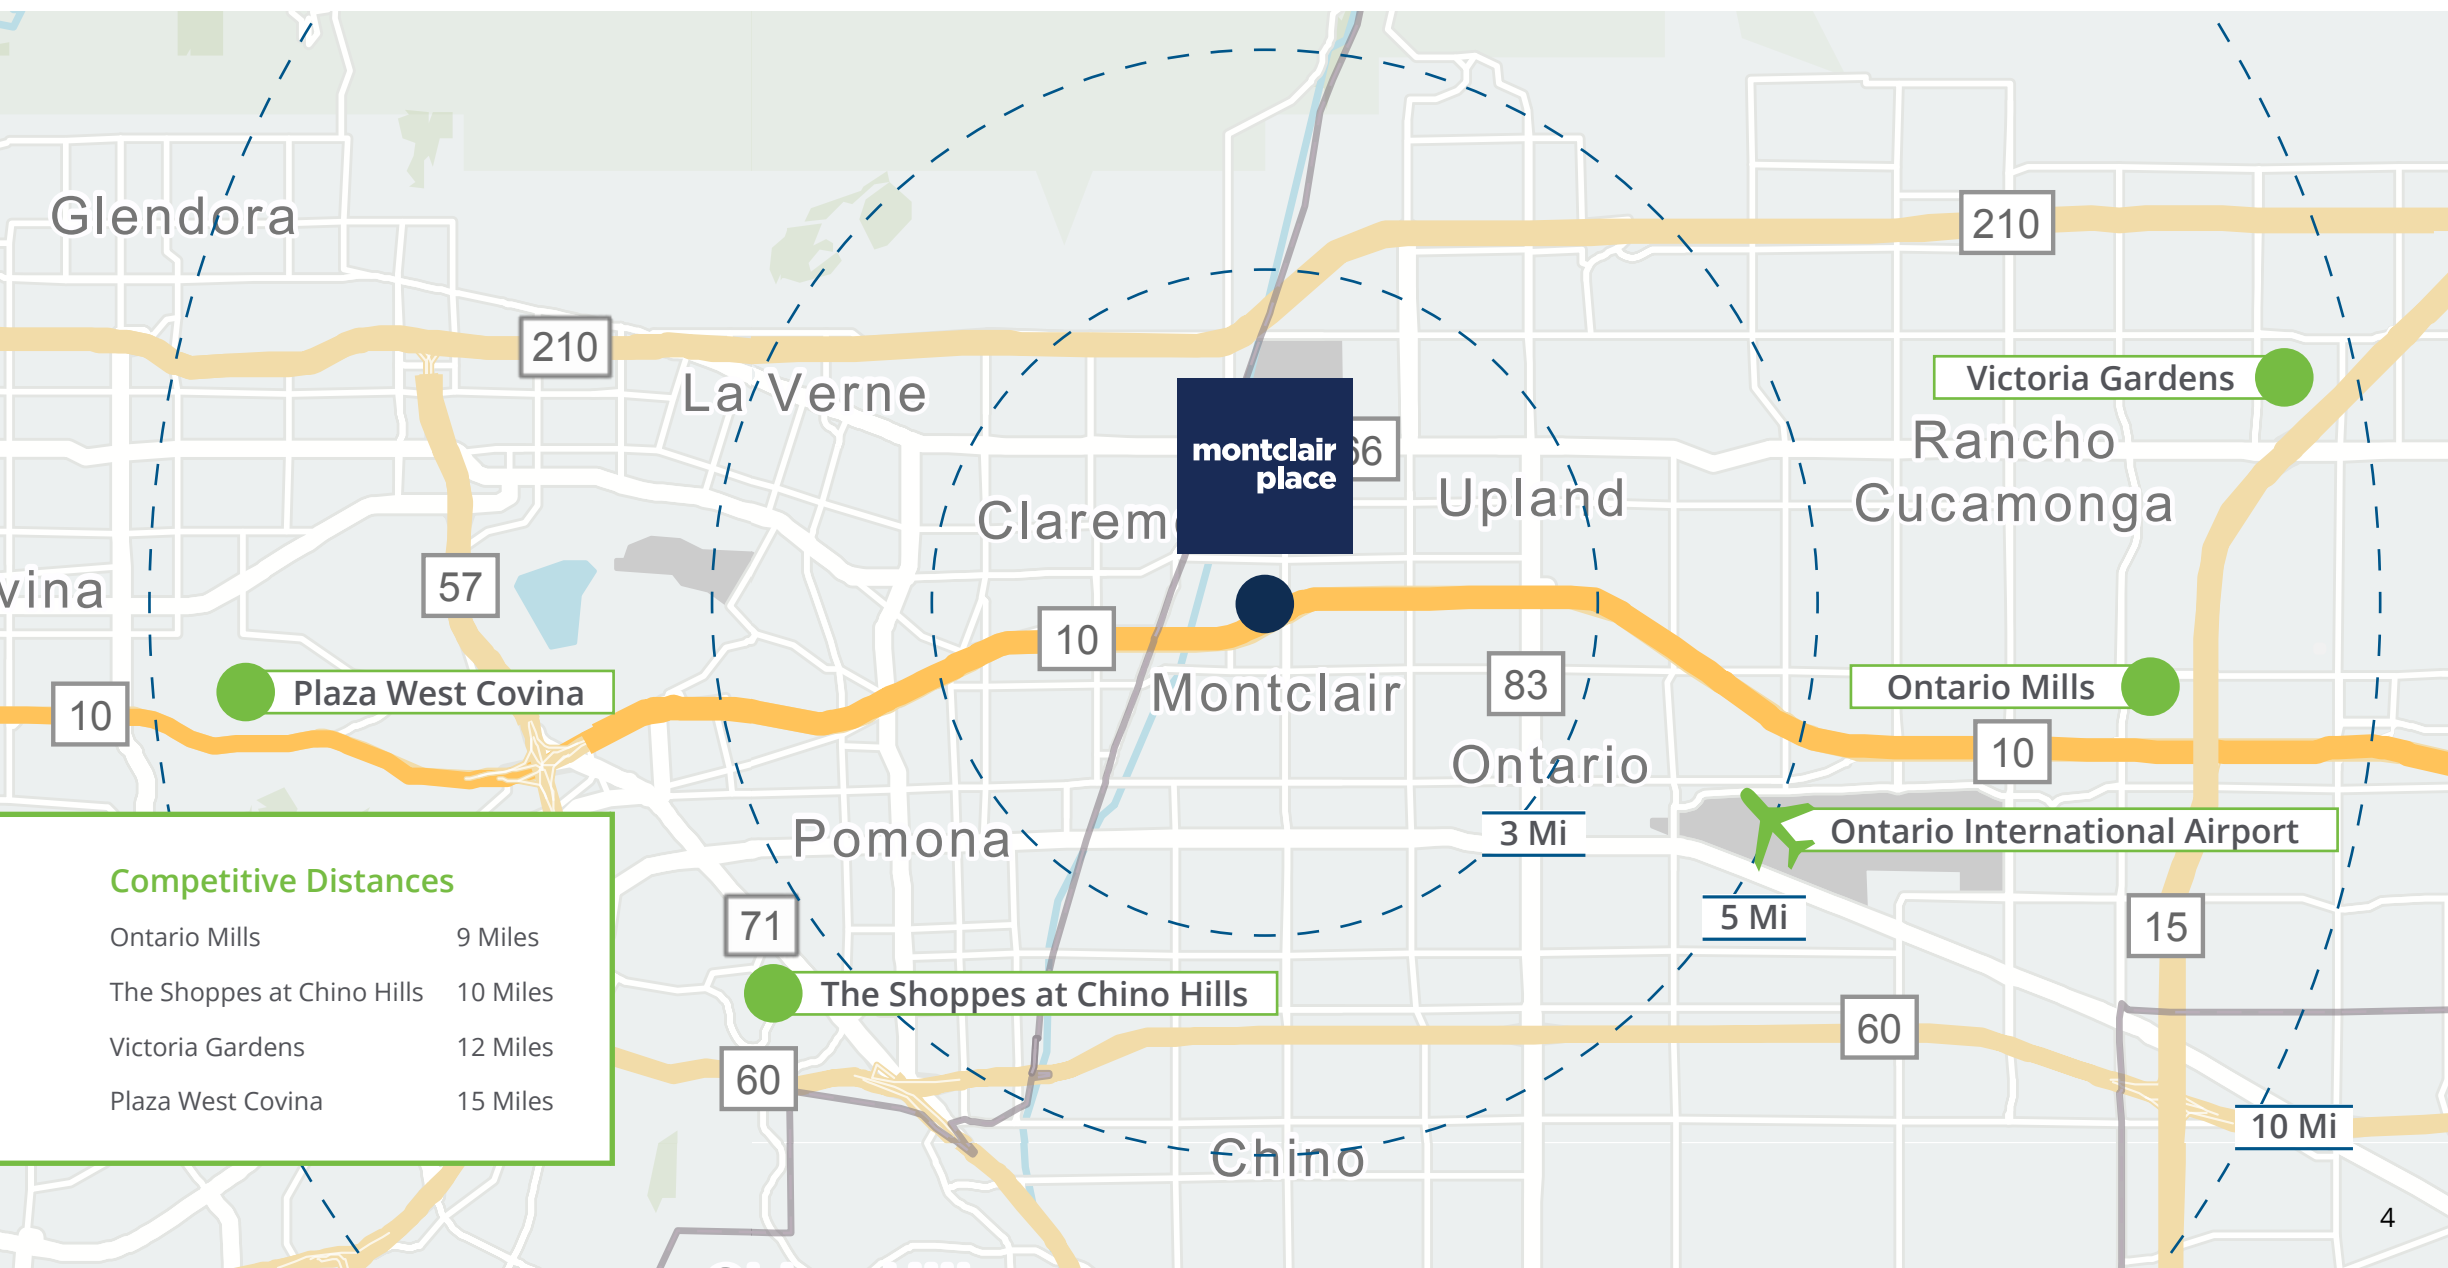 Glendora
210
210
La Verne
Victoria Gardens
Rancho
Cucamonga
montclair
place
66
Upland
Clarem
vina
57
10
Montclair
83
Plaza West Covina
10
Ontario Mills
10
Ontario
3 Mi
Pomona
Ontario International Airport
5 Mi
71
15
The Shoppes at Chino Hills
60
60
10 Mi
Chino
Competitive Distances
Ontario Mills 9 Miles
The Shoppes at Chino Hills 10 Miles
Victoria Gardens 12 Miles
Plaza West Covina 15 Miles
4